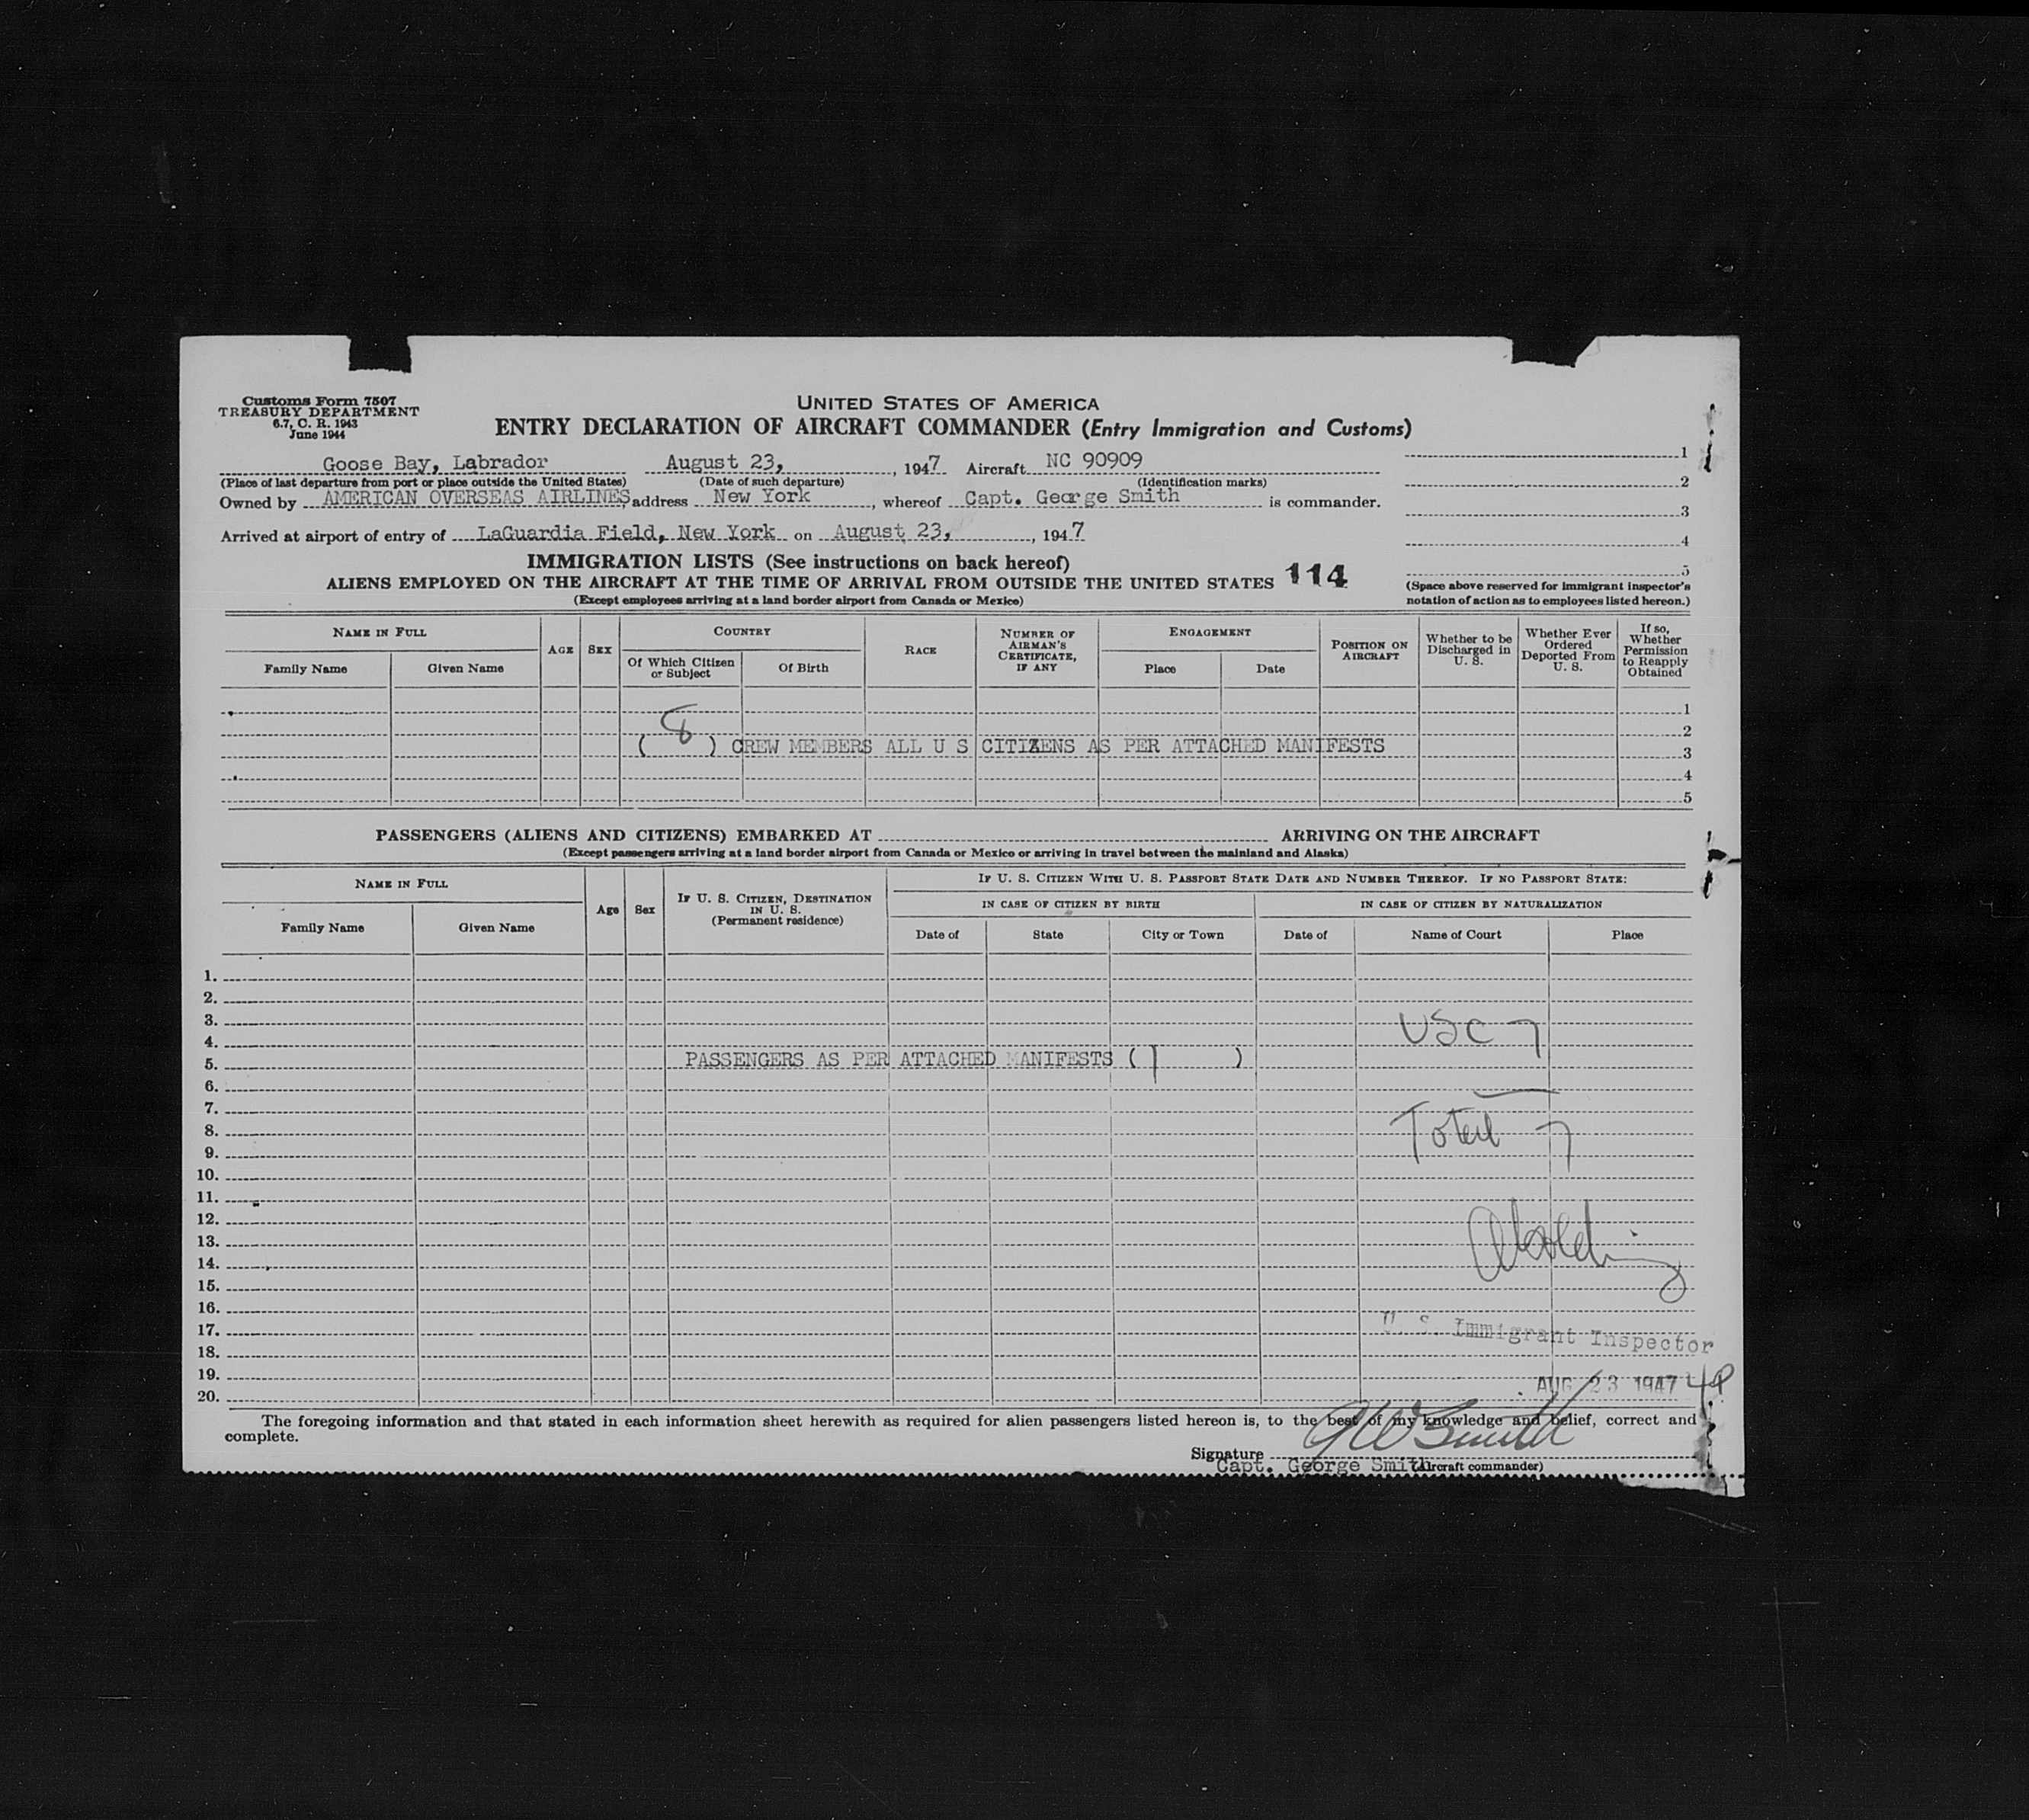 Customs Form 7507
TREASURY DEPARTMENT
6.7, C. R. 1943
June 1944
UNITED STATES OF AMERICA
ENTRY DECLARATION OF AIRCRAFT COMMANDER (Entry Immigration and Customs)
Goose Bay, Labrador August 23, , 1947 Aircraft NC 90909
(Place of last departure from port or place outside the United States) (Date of such departure) (Identification marks)
Owned by AMERICAN OVERSEAS AIRLINES address New York , whereof Capt. George Smith is commander.
Arrived at airport of entry of LaGuardia Field, New York on August 23, , 1947
1
2
3
4
5
(Space above reserved for immigrant inspector's
notation of action as to employees listed hereon.)
IMMIGRATION LISTS (See instructions on back hereof)
ALIENS EMPLOYED ON THE AIRCRAFT AT THE TIME OF ARRIVAL FROM OUTSIDE THE UNITED STATES 114
(Except employees arriving at a land border airport from Canada or Mexico)
NAME IN FULL
Family Name Given Name
AGE SEX
COUNTRY
Of Which Citizen or Subject
Of Birth
RACE
NUMBER OF AIRMAN'S CERTIFICATE, IF ANY
ENGAGEMENT
Place Date
POSITION ON AIRCRAFT
Whether to be Discharged in U. S.
Whether Ever Ordered Deported From U. S.
If so, Whether Permission to Reapply Obtained
1
2
( 8 ) CREW MEMBERS ALL U S CITIZENS AS PER ATTACHED MANIFESTS
3
4
5
PASSENGERS (ALIENS AND CITIZENS) EMBARKED AT ARRIVING ON THE AIRCRAFT
(Except passengers arriving at a land border airport from Canada or Mexico or arriving in travel between the mainland and Alaska)
NAME IN FULL
Family Name Given Name
Age Sex
IF U. S. CITIZEN, DESTINATION IN U. S.
(Permanent residence)
IF U. S. CITIZEN WITH U. S. PASSPORT STATE DATE AND NUMBER THEREOF. IF NO PASSPORT STATE:
IN CASE OF CITIZEN BY BIRTH IN CASE OF CITIZEN BY NATURALIZATION
Date of State City or Town Date of Name of Court Place
1.
2.
3. USC 7
4.
5. PASSENGERS AS PER ATTACHED MANIFESTS ( )
6.
7.
8. Total 7
9.
10.
11.
12.
13.
14.
15.
16.
17. U. S. Immigrant Inspector
18.
19. AUG 23 1947
20.
The foregoing information and that stated in each information sheet herewith as required for alien passengers listed hereon is, to the best of my knowledge and belief, correct and
complete.
Signature GW Smith
Capt. George Smith (Aircraft commander)